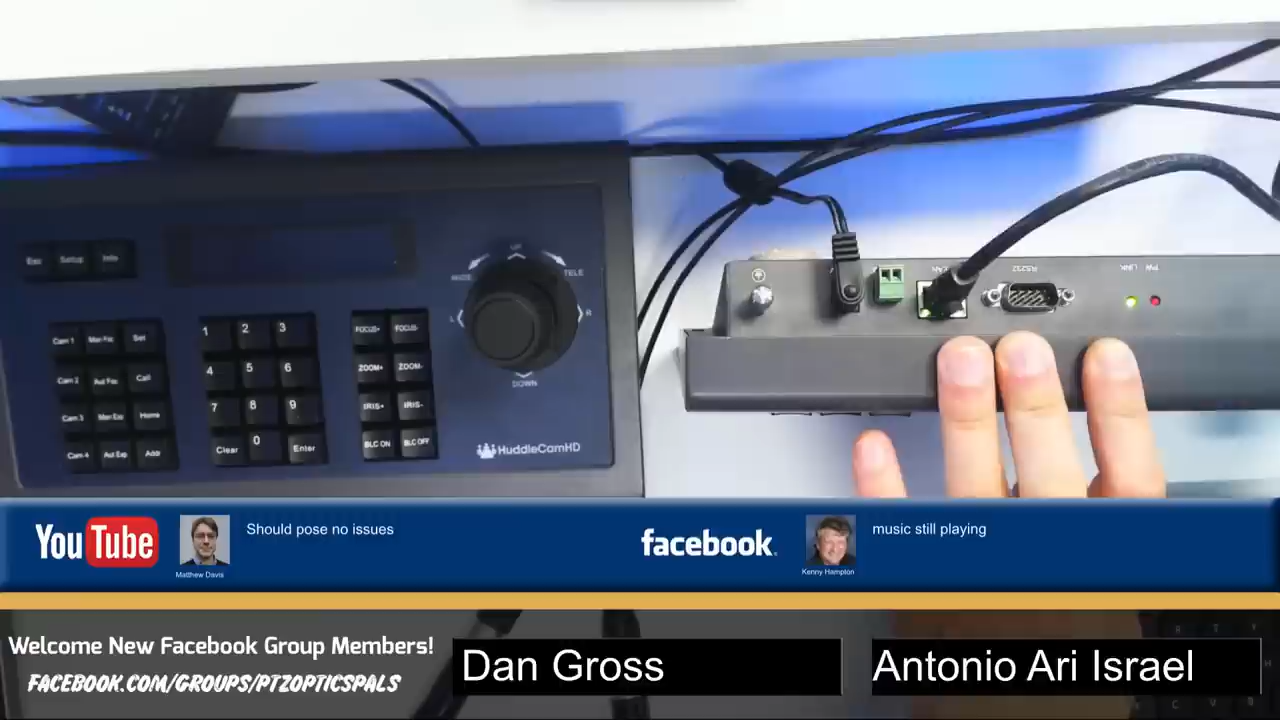 Esc Setup Info
UP
WIDE TELE
L R
DOWN
Cam 1 Man Foc Set
Cam 2 Aut Foc Call
Cam 3 Man Exp Home
Cam 4 Aut Exp Addr
1 2 3
4 5 6
7 8 9
Clear 0 Enter
FOCUS+ FOCUS-
ZOOM+ ZOOM-
IRIS+ IRIS-
BLC ON BLC OFF
HuddleCamHD
LAN RS232 LINK PW
YouTube
Matthew Davis
Should pose no issues
facebook.
Kenny Hampton
music still playing
Welcome New Facebook Group Members!
FACEBOOK.COM/GROUPS/PTZOPTICSPALS
Dan Gross
Antonio Ari Israel